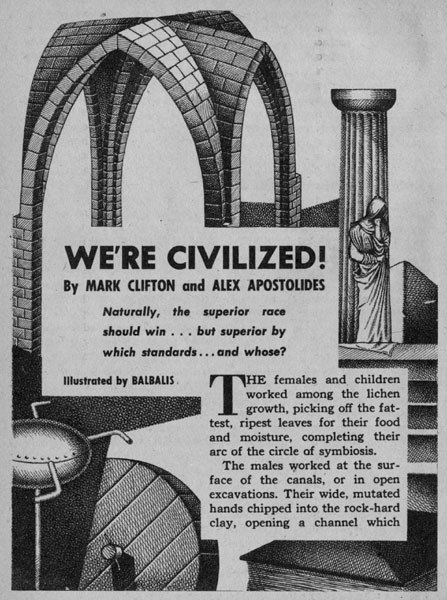 WE'RE CIVILIZED!
By MARK CLIFTON and ALEX APOSTOLIDES
Naturally, the superior race
should win . . . but superior by
which standards . . . and whose?
Illustrated by BALBALIS
THE females and children
worked among the lichen
growth, picking off the fat-
test, ripest leaves for their food
and moisture, completing their
arc of the circle of symbiosis.
The males worked at the sur-
face of the canals, or in open
excavations. Their wide, mutated
hands chipped into the rock-hard
clay, opening a channel which